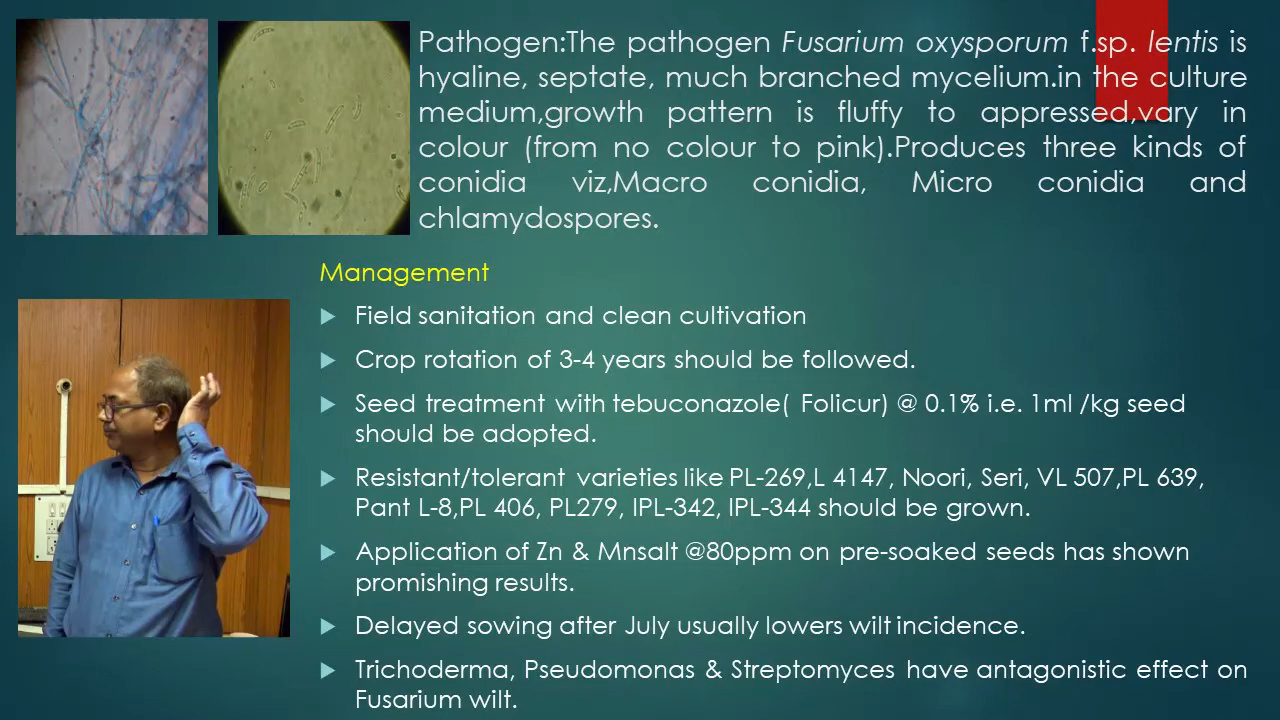 Pathogen:The pathogen Fusarium oxysporum f.sp. lentis is
hyaline, septate, much branched mycelium.in the culture
medium,growth pattern is fluffy to appressed,vary in
colour (from no colour to pink).Produces three kinds of
conidia viz,Macro conidia, Micro conidia and
chlamydospores.
Management
Field sanitation and clean cultivation
Crop rotation of 3-4 years should be followed.
Seed treatment with tebuconazole( Folicur) @ 0.1% i.e. 1ml /kg seed
should be adopted.
Resistant/tolerant varieties like PL-269,L 4147, Noori, Seri, VL 507,PL 639,
Pant L-8,PL 406, PL279, IPL-342, IPL-344 should be grown.
Application of Zn & Mnsalt @80ppm on pre-soaked seeds has shown
promishing results.
Delayed sowing after July usually lowers wilt incidence.
Trichoderma, Pseudomonas & Streptomyces have antagonistic effect on
Fusarium wilt.